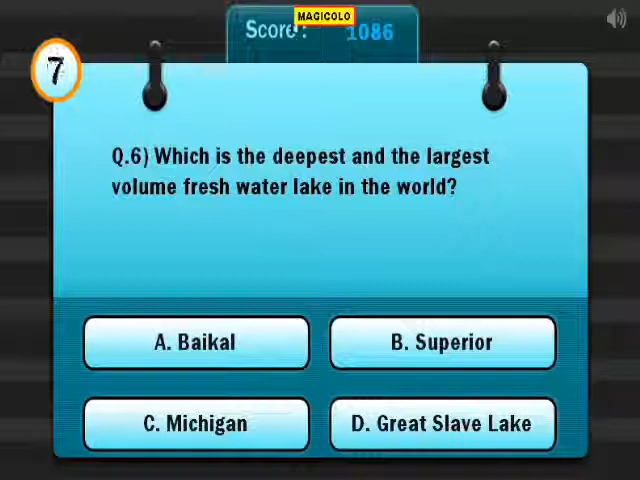 MAGICOLO
Score: 1086
7
Q.6) Which is the deepest and the largest
volume fresh water lake in the world?
A. Baikal
B. Superior
C. Michigan
D. Great Slave Lake